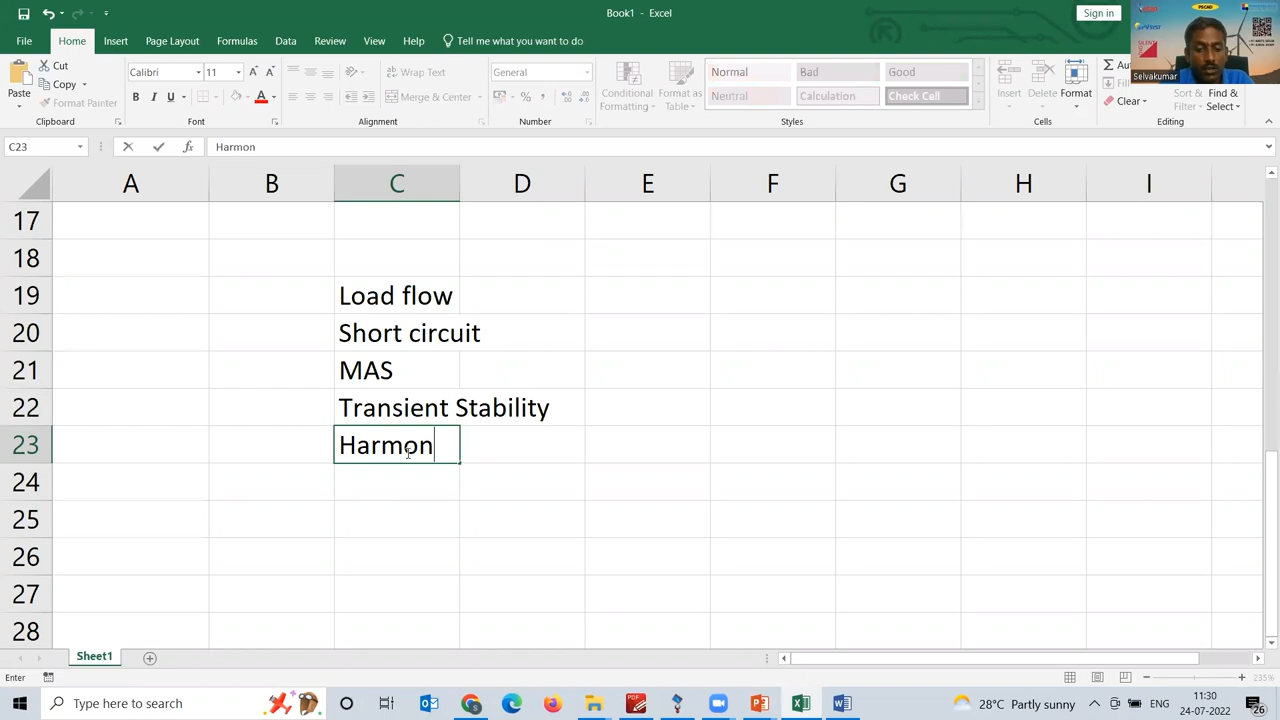 Book1 - Excel
Sign in
PSCAD
File Home Insert Page Layout Formulas Data Review View Help Tell me what you want to do
Selvakumar
Paste
Cut
Copy
Format Painter
Clipboard
Calibri 11
B I U
Font
Wrap Text
Merge & Center
Alignment
General
%
Number
Conditional Formatting
Format as Table
Normal Bad Good
Neutral Calculation Check Cell
Styles
Insert Delete Format
Cells
Clear
Sort & Filter
Find & Select
Editing
C23
fx
Harmon
A B C D E F G H I
17
18
19 Load flow
20 Short circuit
21 MAS
22 Transient Stability
23 Harmon
24
25
26
27
28
Sheet1
Enter
235%
Type here to search
28°C Partly sunny
ENG
11:30
24-07-2022
26